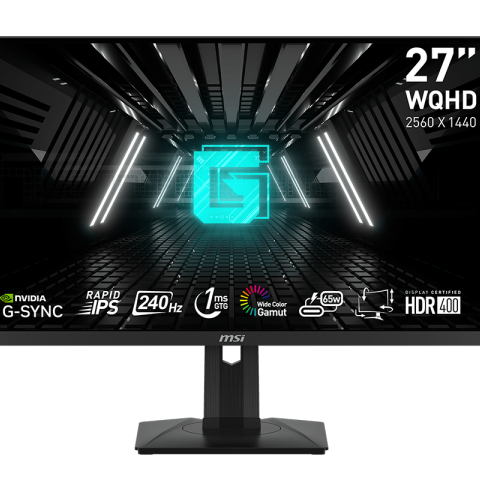 27”
WQHD
2560 X 1440
G
NVIDIA
G-SYNC
RAPID
IPS
240Hz
1ms
GTG
Wide Color
Gamut
65w
DISPLAY CERTIFIED
HDR 400
msi